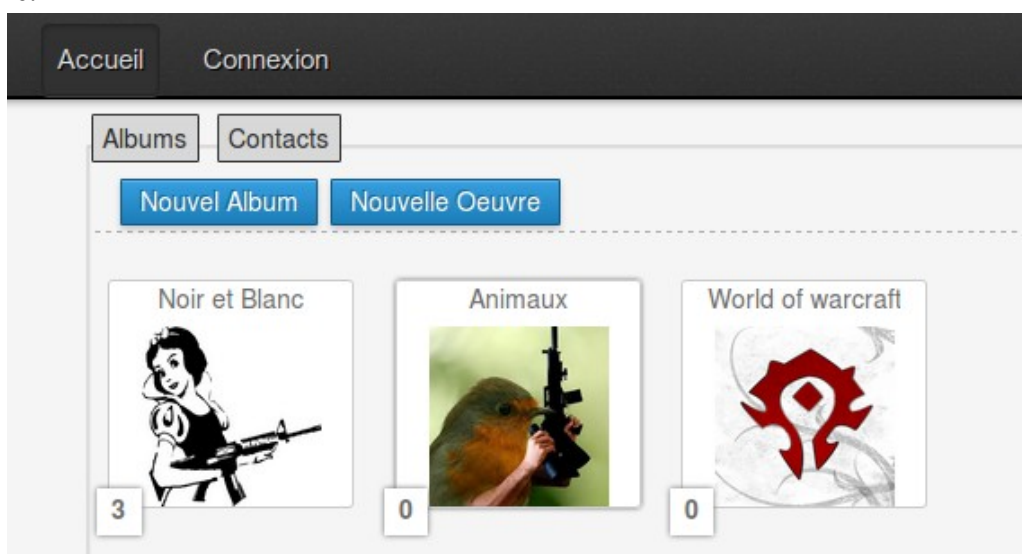 Accueil Connexion
Albums Contacts
Nouvel Album Nouvelle Oeuvre
Noir et Blanc Animaux World of warcraft
3 0 0